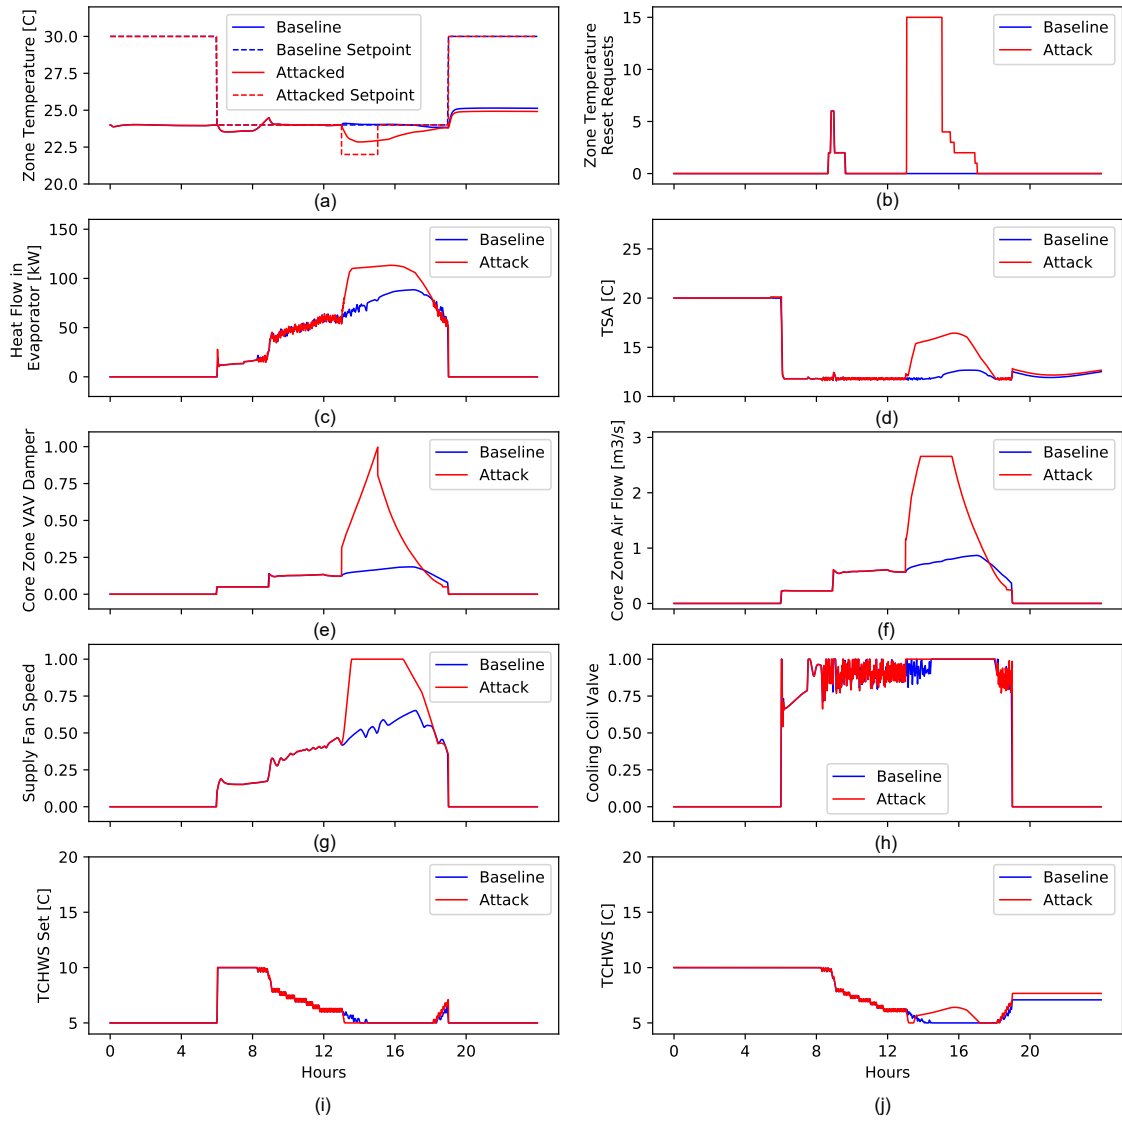 Zone Temperature [C]
30.0
27.5
25.0
22.5
20.0
Baseline
Baseline Setpoint
Attacked
Attacked Setpoint
(a)
Zone Temperature
Reset Requests
15
10
5
0
Baseline
Attack
(b)
Heat Flow in
Evaporator [kW]
150
100
50
0
Baseline
Attack
(c)
TSA [C]
25
20
15
10
Baseline
Attack
(d)
Core Zone VAV Damper
1.00
0.75
0.50
0.25
0.00
Baseline
Attack
(e)
Core Zone Air Flow [m3/s]
3
2
1
0
Baseline
Attack
(f)
Supply Fan Speed
1.00
0.75
0.50
0.25
0.00
Baseline
Attack
(g)
Cooling Coil Valve
1.00
0.75
0.50
0.25
0.00
Baseline
Attack
(h)
TCHWS Set [C]
20
15
10
5
Baseline
Attack
0 4 8 12 16 20
Hours
(i)
TCHWS [C]
20
15
10
5
Baseline
Attack
0 4 8 12 16 20
Hours
(j)